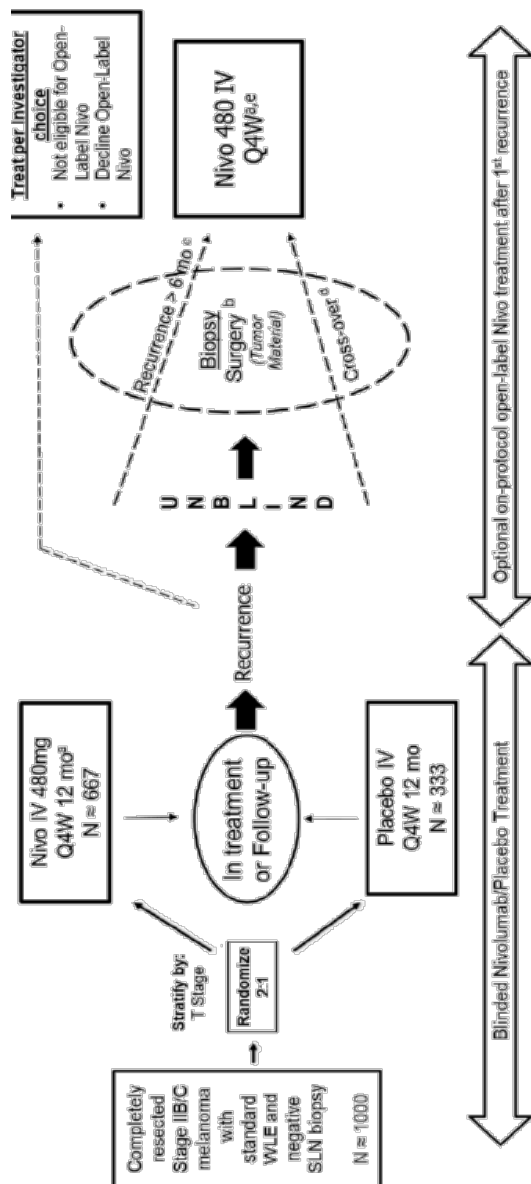 Completely
resected
Stage IIB/C
melanoma
with
standard
WLE and
negative
SLN biopsy
N ≈ 1000
Stratify by:
T Stage
Randomize
2:1
Nivo IV 480mg
Q4W 12 mo a
N ≈ 667
Placebo IV
Q4W 12 mo
N ≈ 333
In treatment
or Follow-up
Recurrence
UNBLIND
Recurrence > 6 mo c
Biopsy
Surgery b
(Tumor
Material)
Cross-over d
Treat per Investigator
choice
• Not eligible for Open-
Label Nivo
• Decline Open-Label
Nivo
Nivo 480 IV
Q4W a,e
Blinded Nivolumab/Placebo Treatment
Optional on-protocol open-label Nivo treatment after 1st recurrence